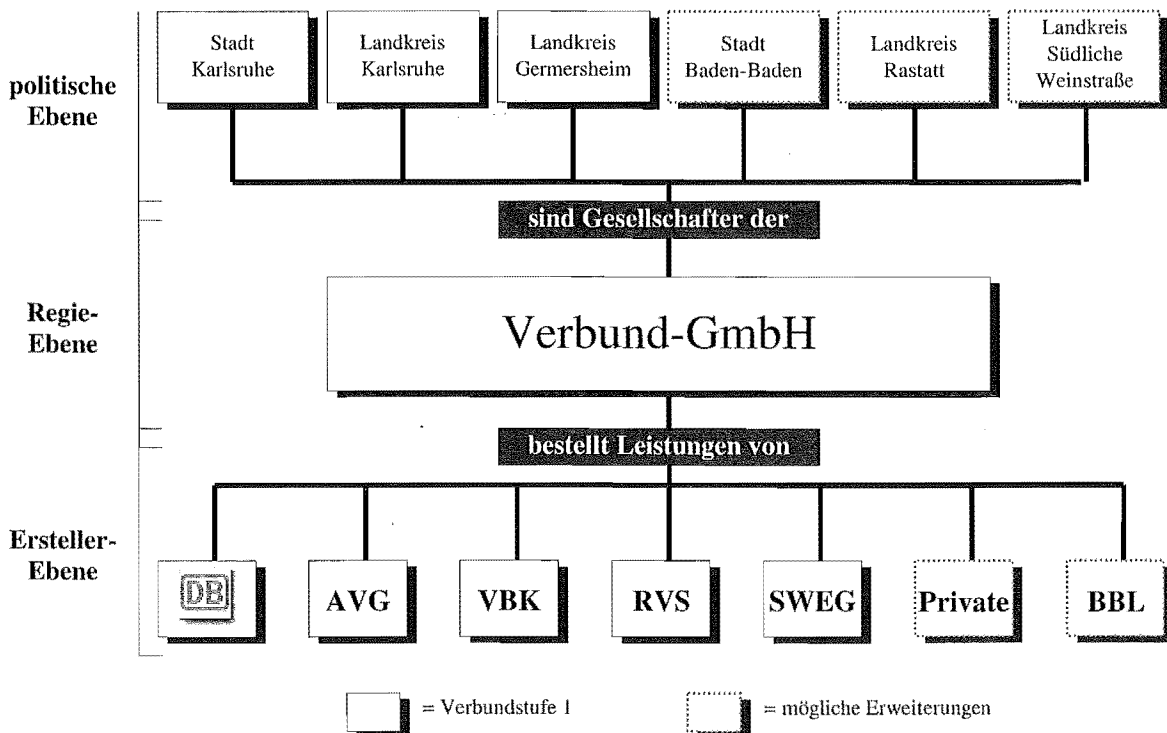 politische
Ebene
Stadt
Karlsruhe
Landkreis
Karlsruhe
Landkreis
Germersheim
Stadt
Baden-Baden
Landkreis
Rastatt
Landkreis
Südliche
Weinstraße
sind Gesellschafter der
Regie-
Ebene
Verbund-GmbH
bestellt Leistungen von
Ersteller-
Ebene
DB
AVG
VBK
RVS
SWEG
Private
BBL
= Verbundstufe 1
= mögliche Erweiterungen